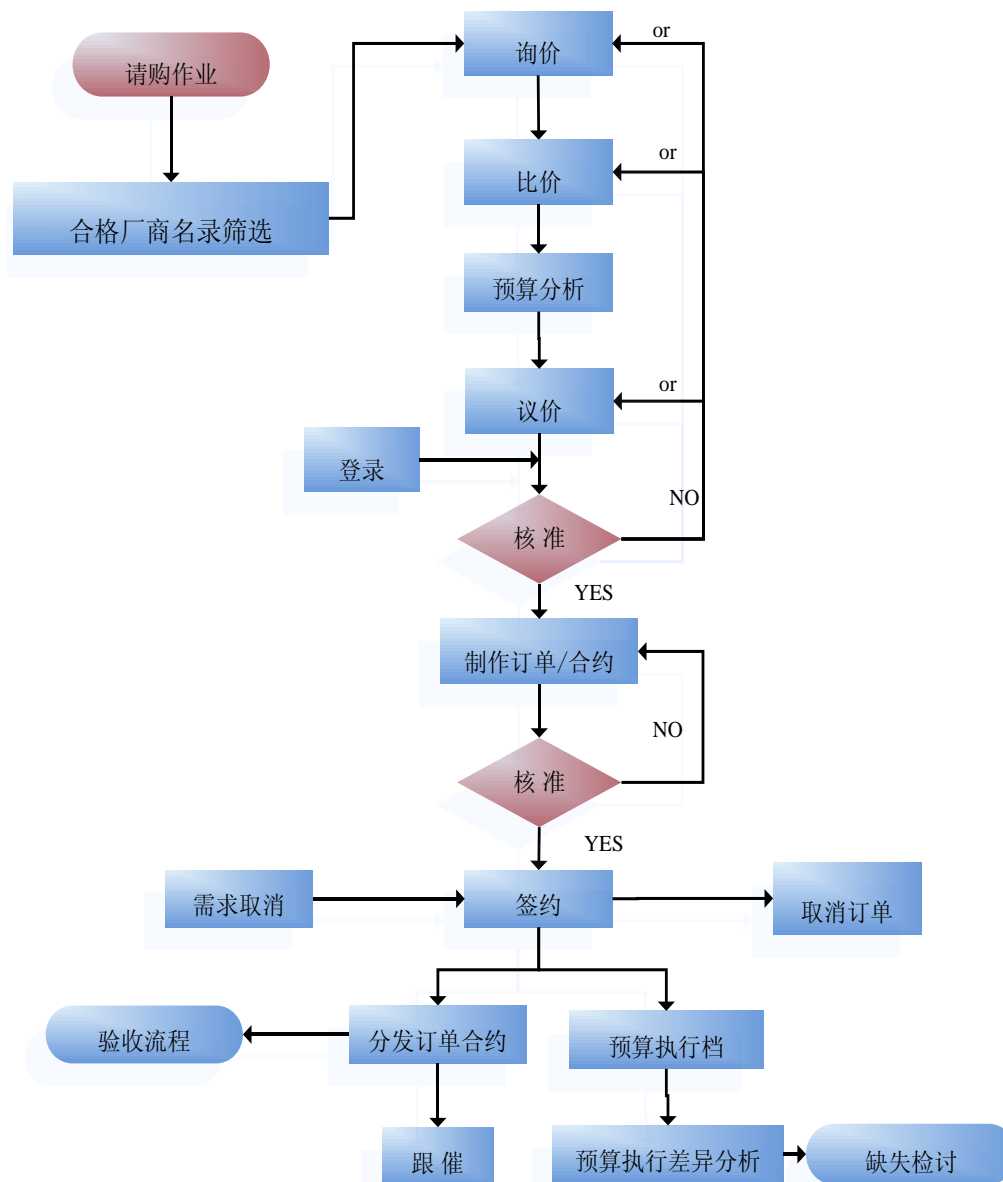 询价
or
请购作业
比价
or
合格厂商名录筛选
预算分析
议价
or
登录
NO
核 准
YES
制作订单/合约
NO
核 准
YES
需求取消
签约
取消订单
验收流程
分发订单合约
预算执行档
跟 催
预算执行差异分析
缺失检讨